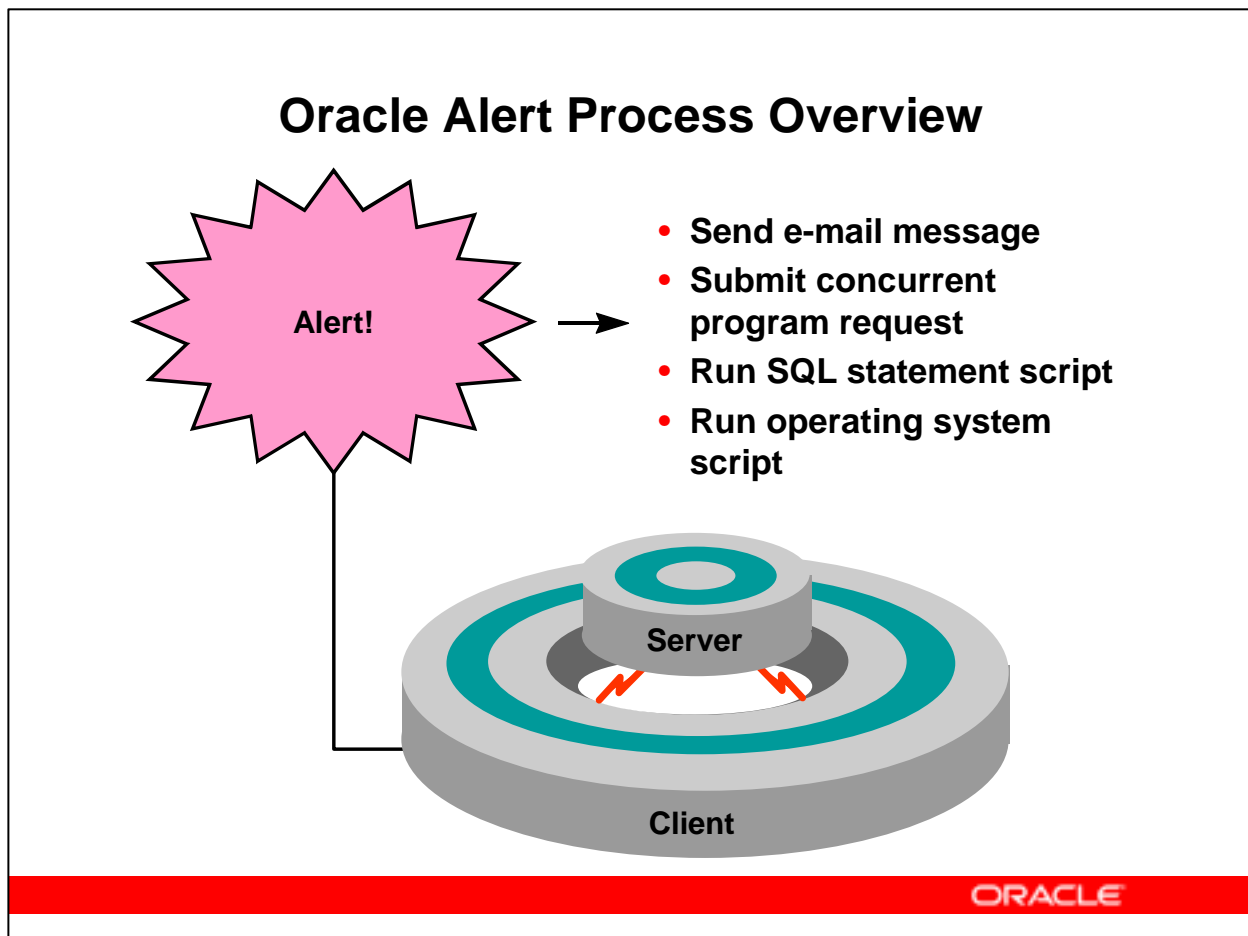 Oracle Alert Process Overview
Alert!
• Send e-mail message
• Submit concurrent
program request
• Run SQL statement script
• Run operating system
script
Server
Client
ORACLE